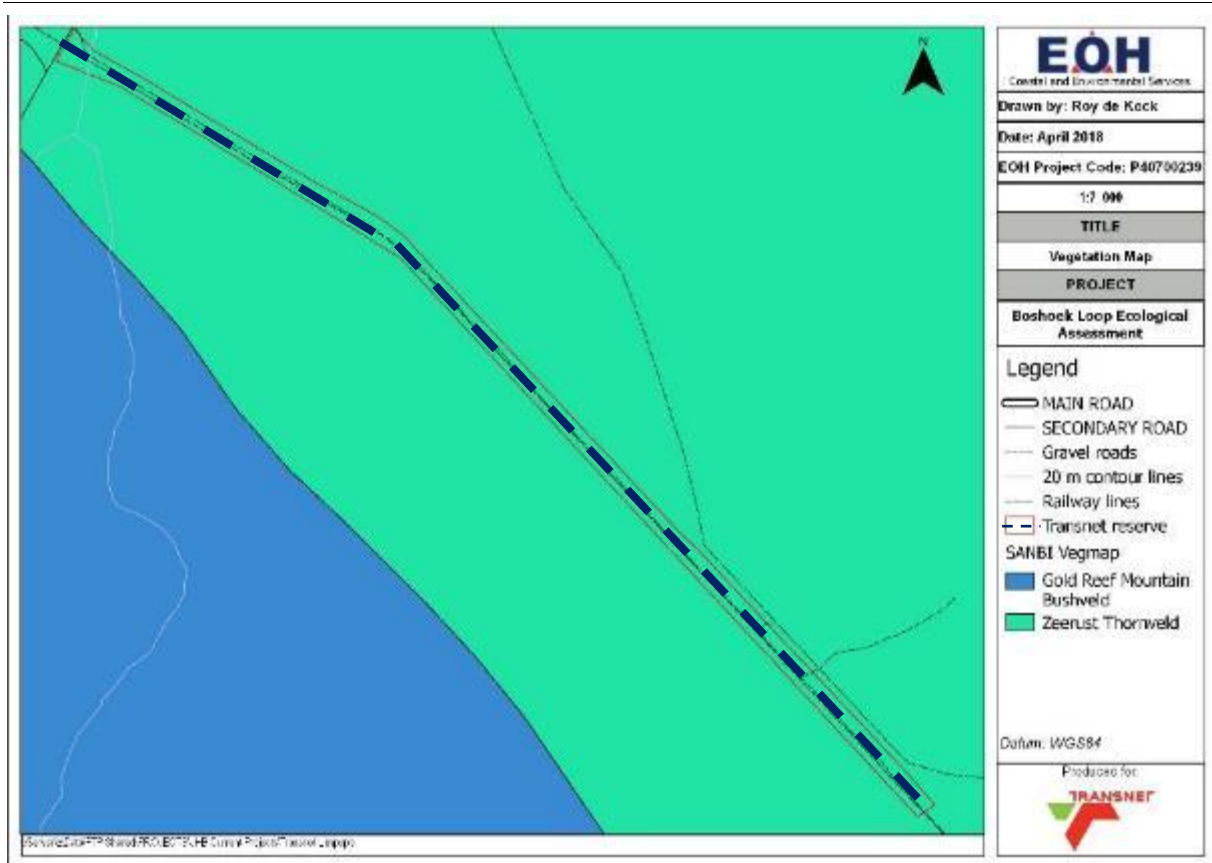 N
EOH
Coastal and Environmental Services
Drawn by: Roy de Kock
Date: April 2018
EOH Project Code: P40700239
1:7 000
TITLE
Vegetation Map
PROJECT
Boshoek Loop Ecological
Assessment
Legend
MAIN ROAD
SECONDARY ROAD
Gravel roads
20 m contour lines
Railway lines
Transnet reserve
SANBI Vegmap
Gold Reef Mountain
Bushveld
Zeerust Thornveld
Datum: WGS84
Produced for:
TRANSNET